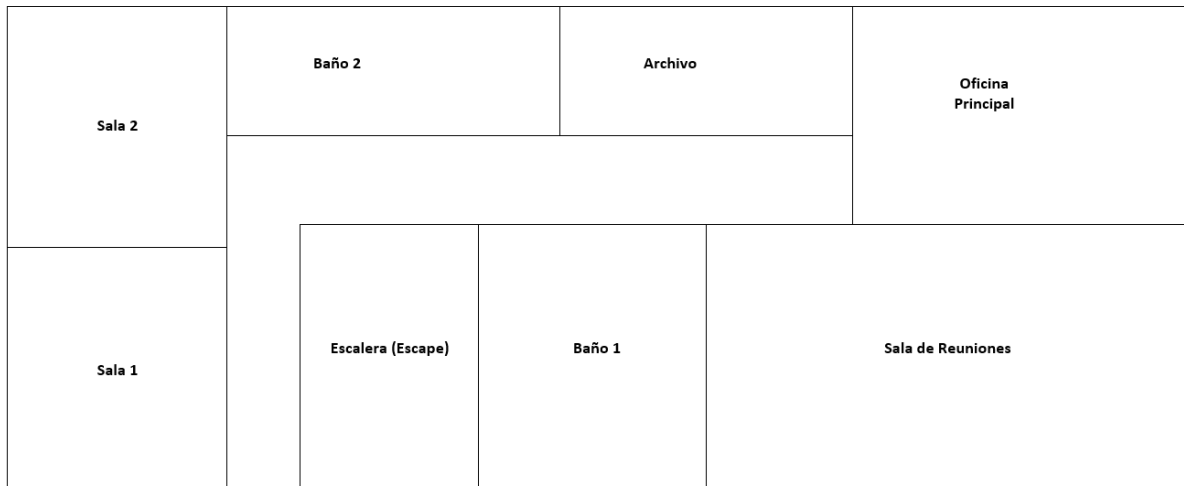 Baño 2
Archivo
Oficina
Principal
Sala 2
Escalera (Escape)
Baño 1
Sala de Reuniones
Sala 1